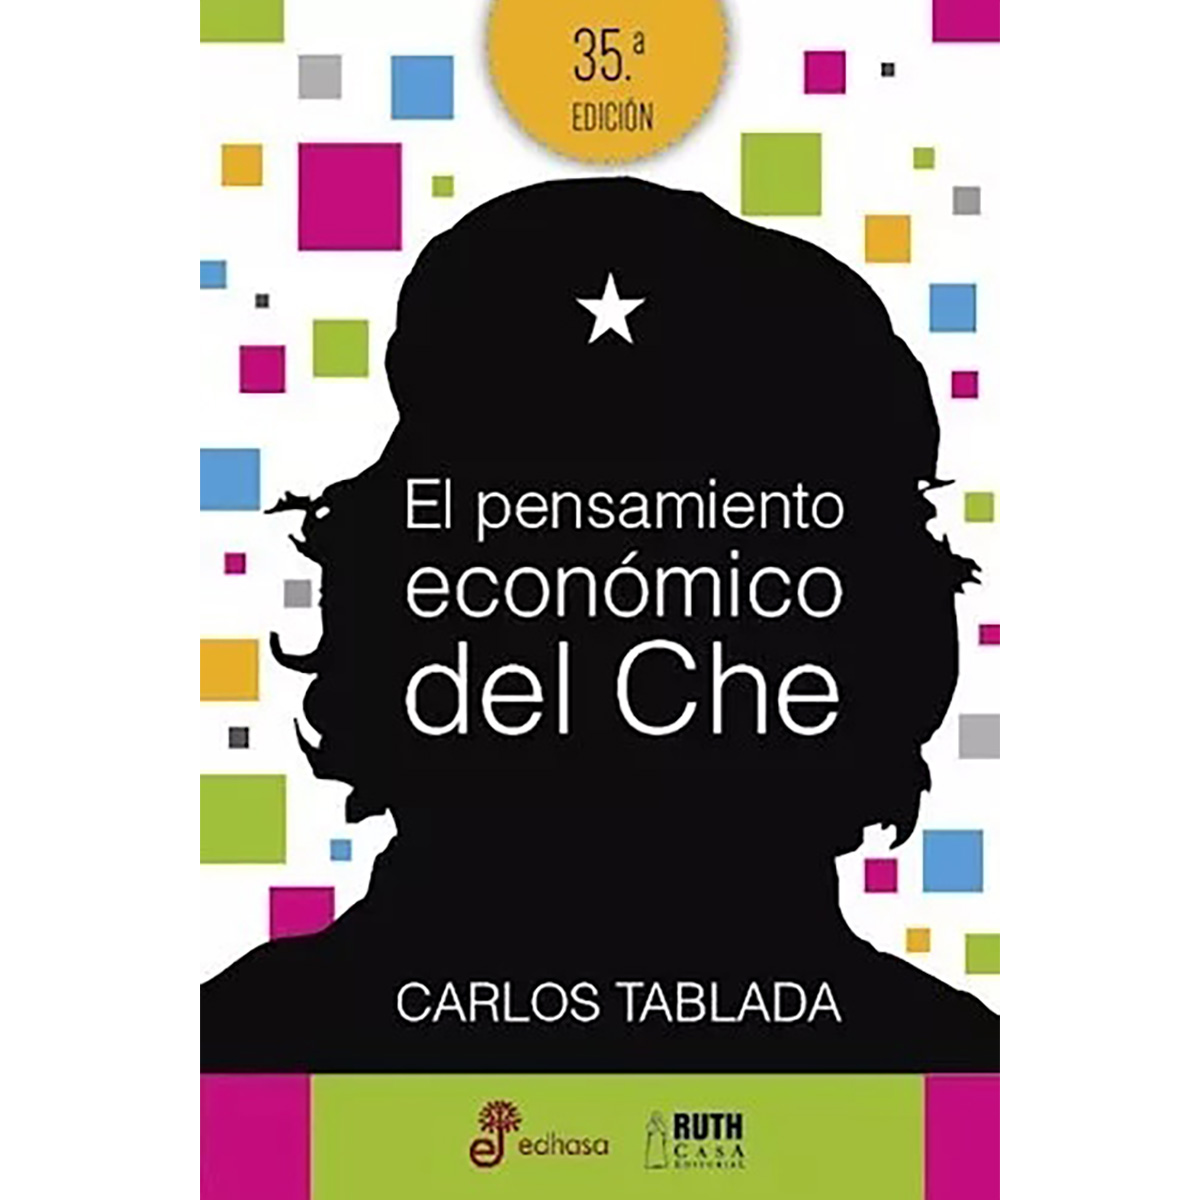 35.ª
EDICIÓN
El pensamiento
económico
del Che
CARLOS TABLADA
edhasa
RUTH
CASA
EDITORIAL